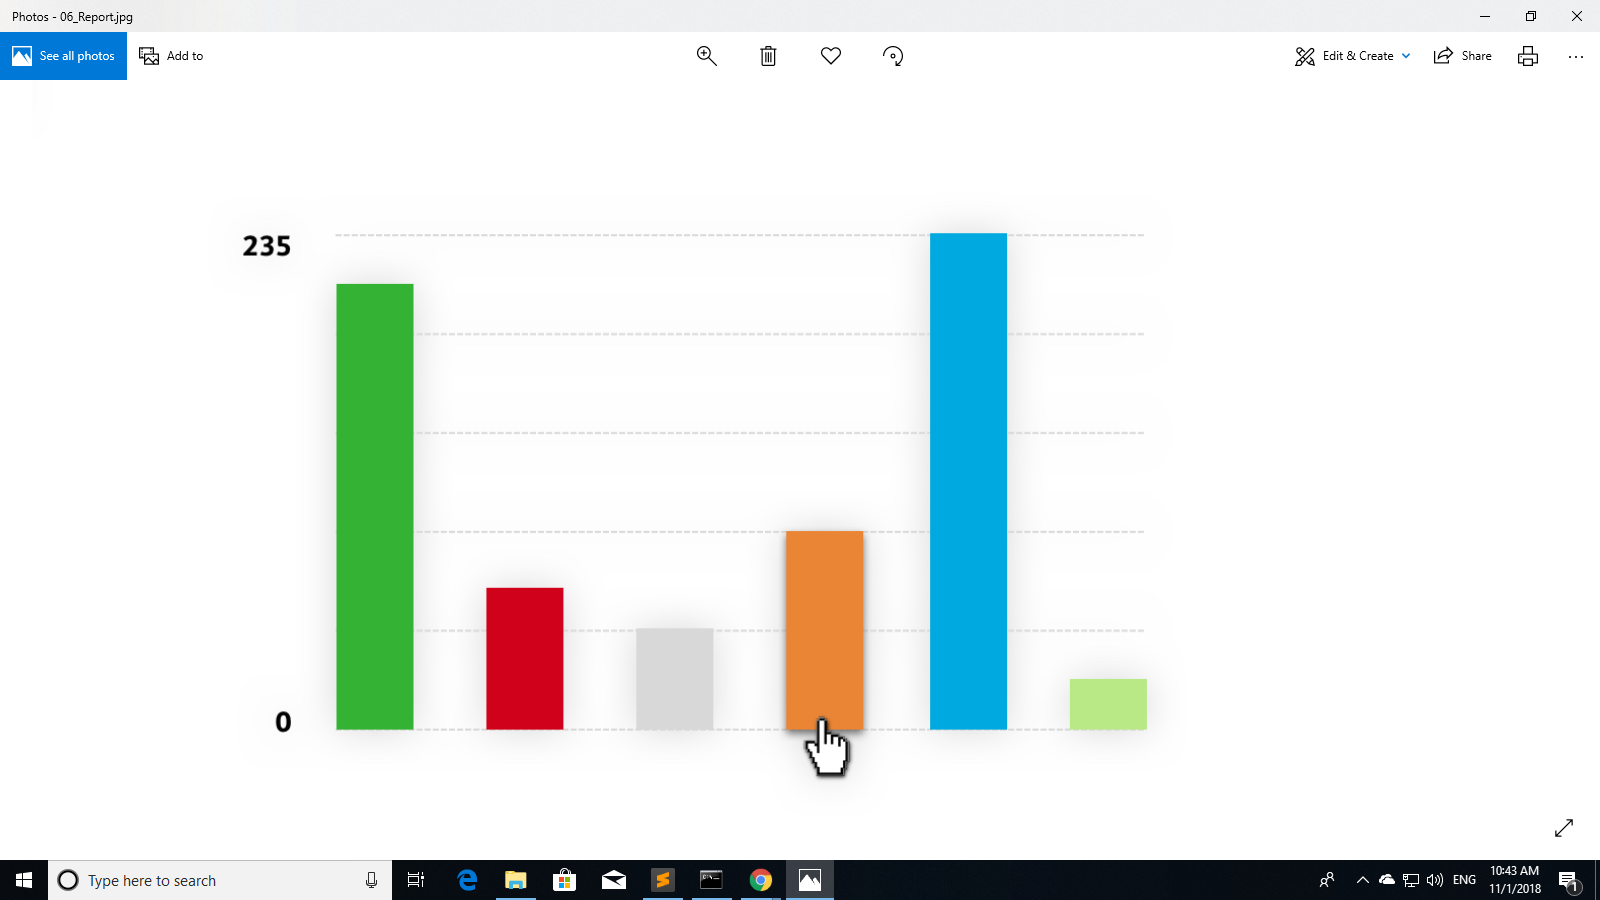 Photos - 06_Report.jpg
See all photos
Add to
Edit & Create
Share
235
0
Type here to search
ENG
10:43 AM
11/1/2018
1